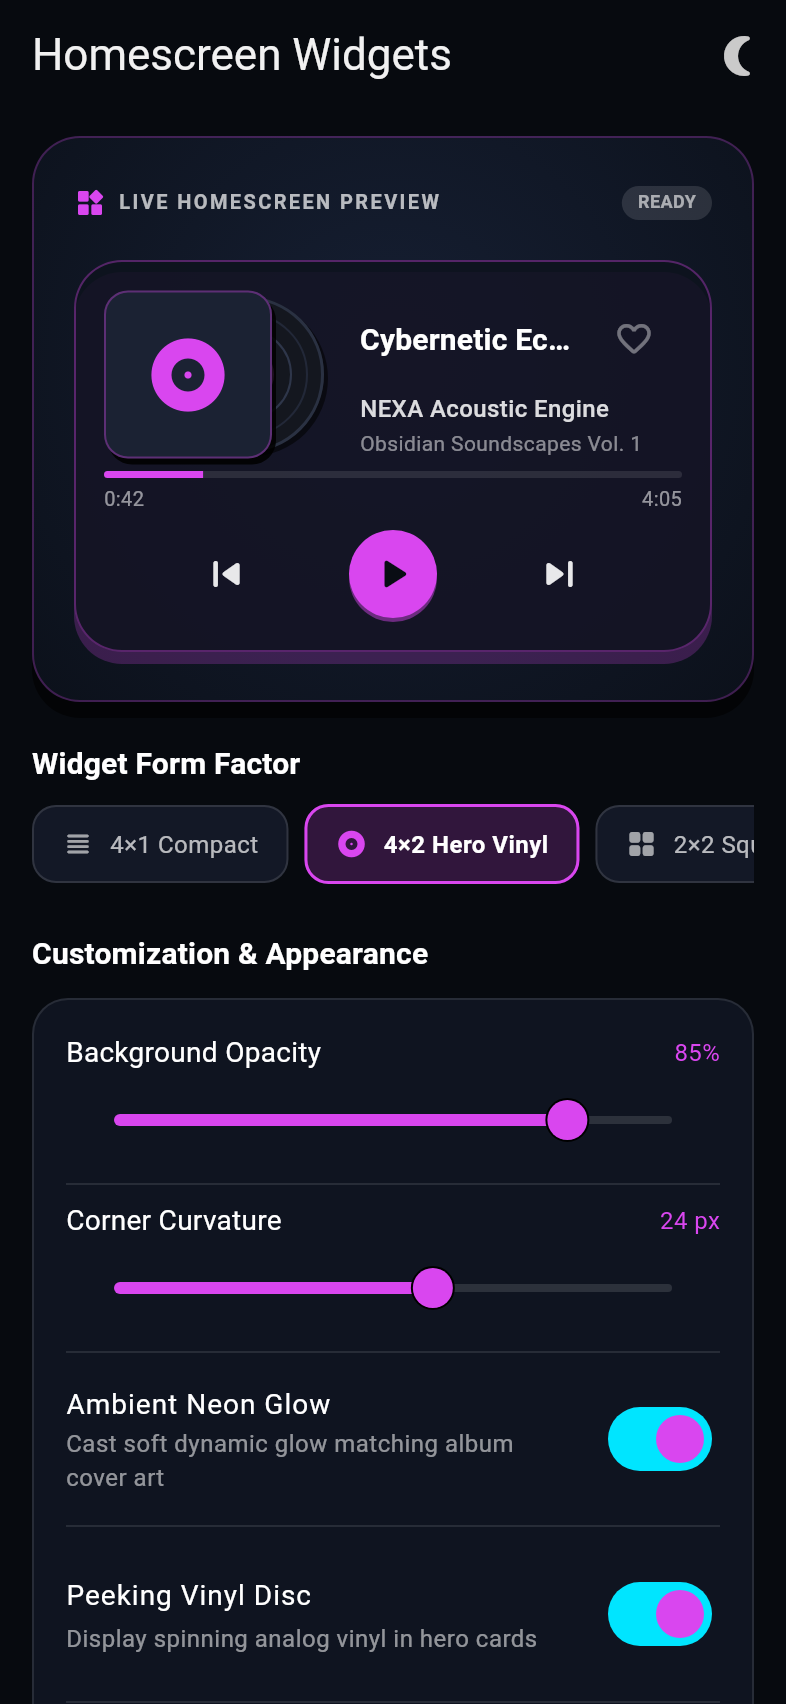 Homescreen Widgets
LIVE HOMESCREEN PREVIEW
READY
Cybernetic Ec...
NEXA Acoustic Engine
Obsidian Soundscapes Vol. 1
0:42
4:05
Widget Form Factor
4×1 Compact
4×2 Hero Vinyl
2×2 Squ
Customization & Appearance
Background Opacity
85%
Corner Curvature
24 px
Ambient Neon Glow
Cast soft dynamic glow matching album
cover art
Peeking Vinyl Disc
Display spinning analog vinyl in hero cards